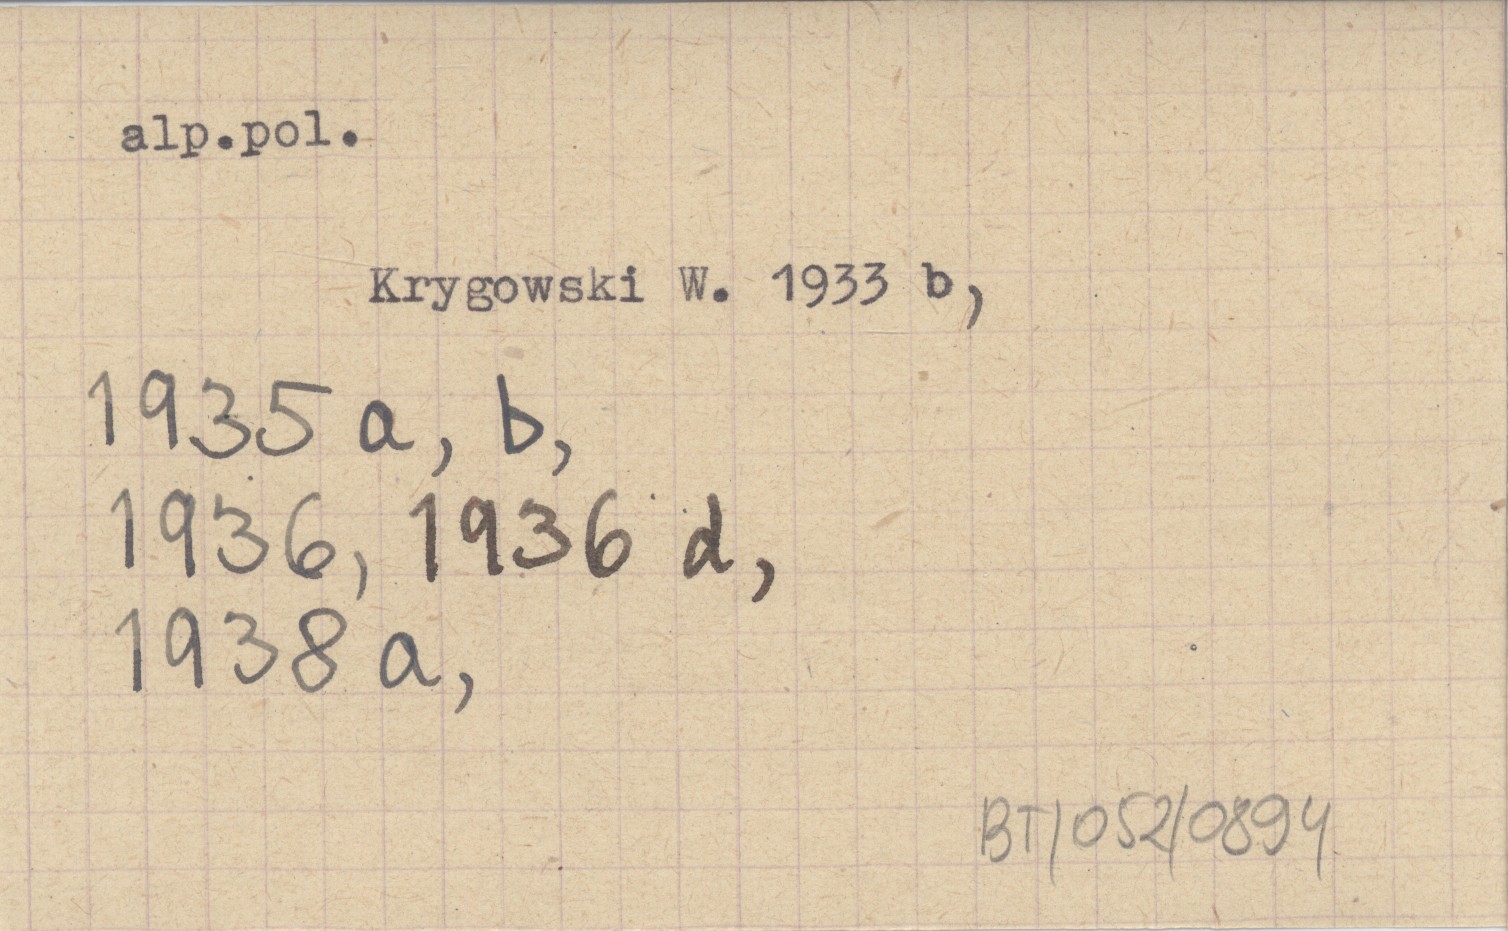 alp.pol.
Krygowski W. 1933 b,
1935 a, b,
1936, 1936 d,
1938 a,
BT/052/0894